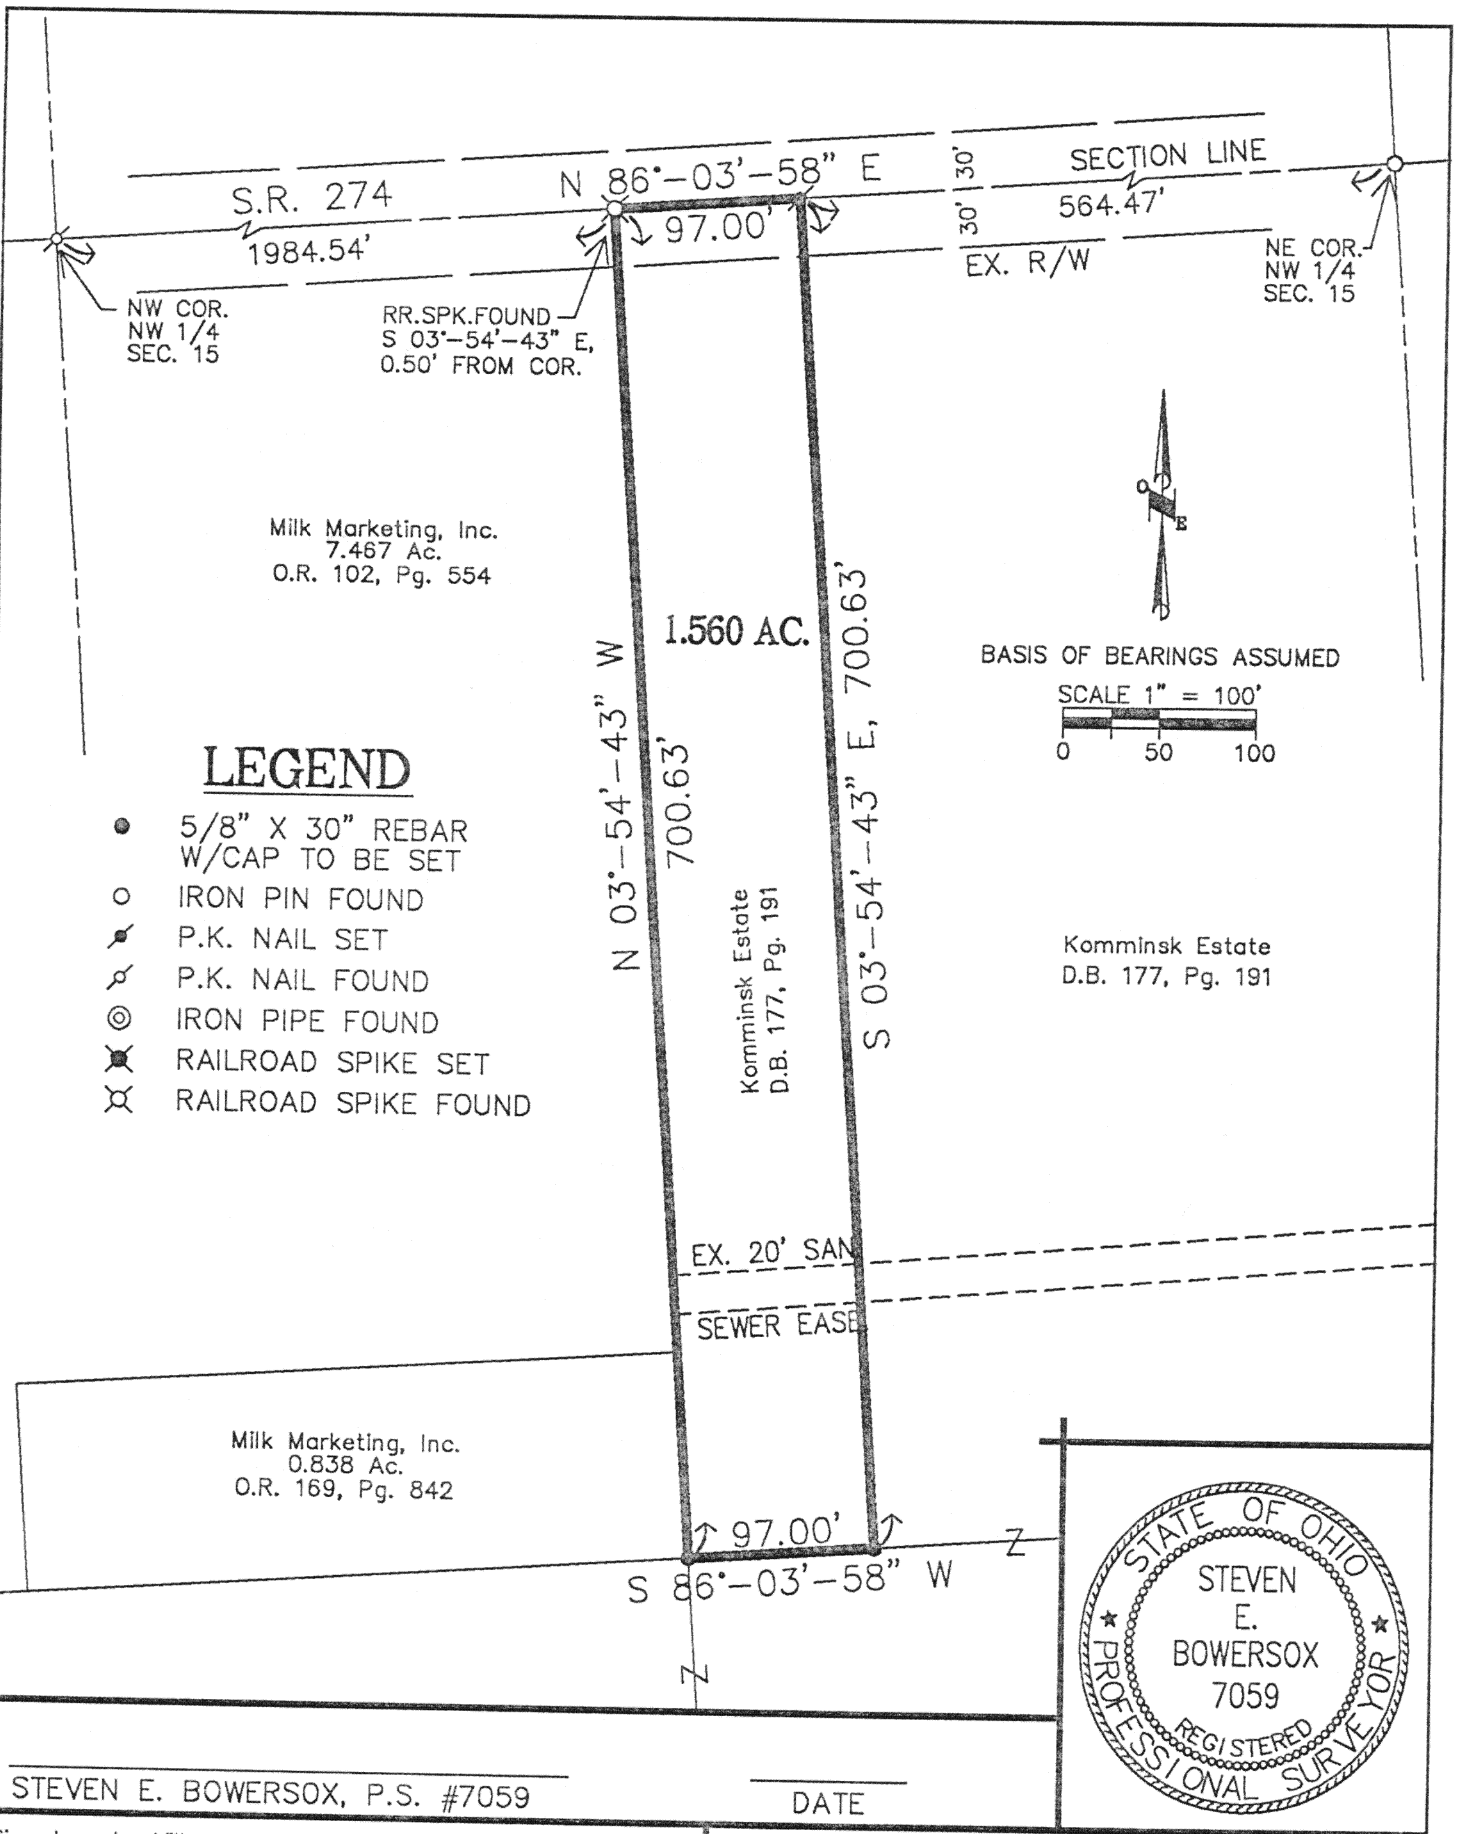 N 86°-03'-58" E
S.R. 274
1984.54'
97.00'
30'
30'
SECTION LINE
564.47'
EX. R/W
NW COR.
NW 1/4
SEC. 15
RR.SPK.FOUND
S 03°-54'-43" E,
0.50' FROM COR.
NE COR.
NW 1/4
SEC. 15
Milk Marketing, Inc.
7.467 Ac.
O.R. 102, Pg. 554
O
E
1.560 AC.
N 03°-54'-43" W
700.63'
S 03°-54'-43" E, 700.63'
BASIS OF BEARINGS ASSUMED
SCALE 1" = 100'
0 50 100
LEGEND
5/8" X 30" REBAR
W/CAP TO BE SET
IRON PIN FOUND
P.K. NAIL SET
P.K. NAIL FOUND
IRON PIPE FOUND
RAILROAD SPIKE SET
RAILROAD SPIKE FOUND
Komminsk Estate
D.B. 177, Pg. 191
Komminsk Estate
D.B. 177, Pg. 191
EX. 20' SAN
SEWER EASE
Milk Marketing, Inc.
0.838 Ac.
O.R. 169, Pg. 842
97.00'
S 86°-03'-58" W
Z
Z
STATE OF OHIO
STEVEN
E.
BOWERSOX
7059
REGISTERED
PROFESSIONAL SURVEYOR
STEVEN E. BOWERSOX, P.S. #7059
DATE